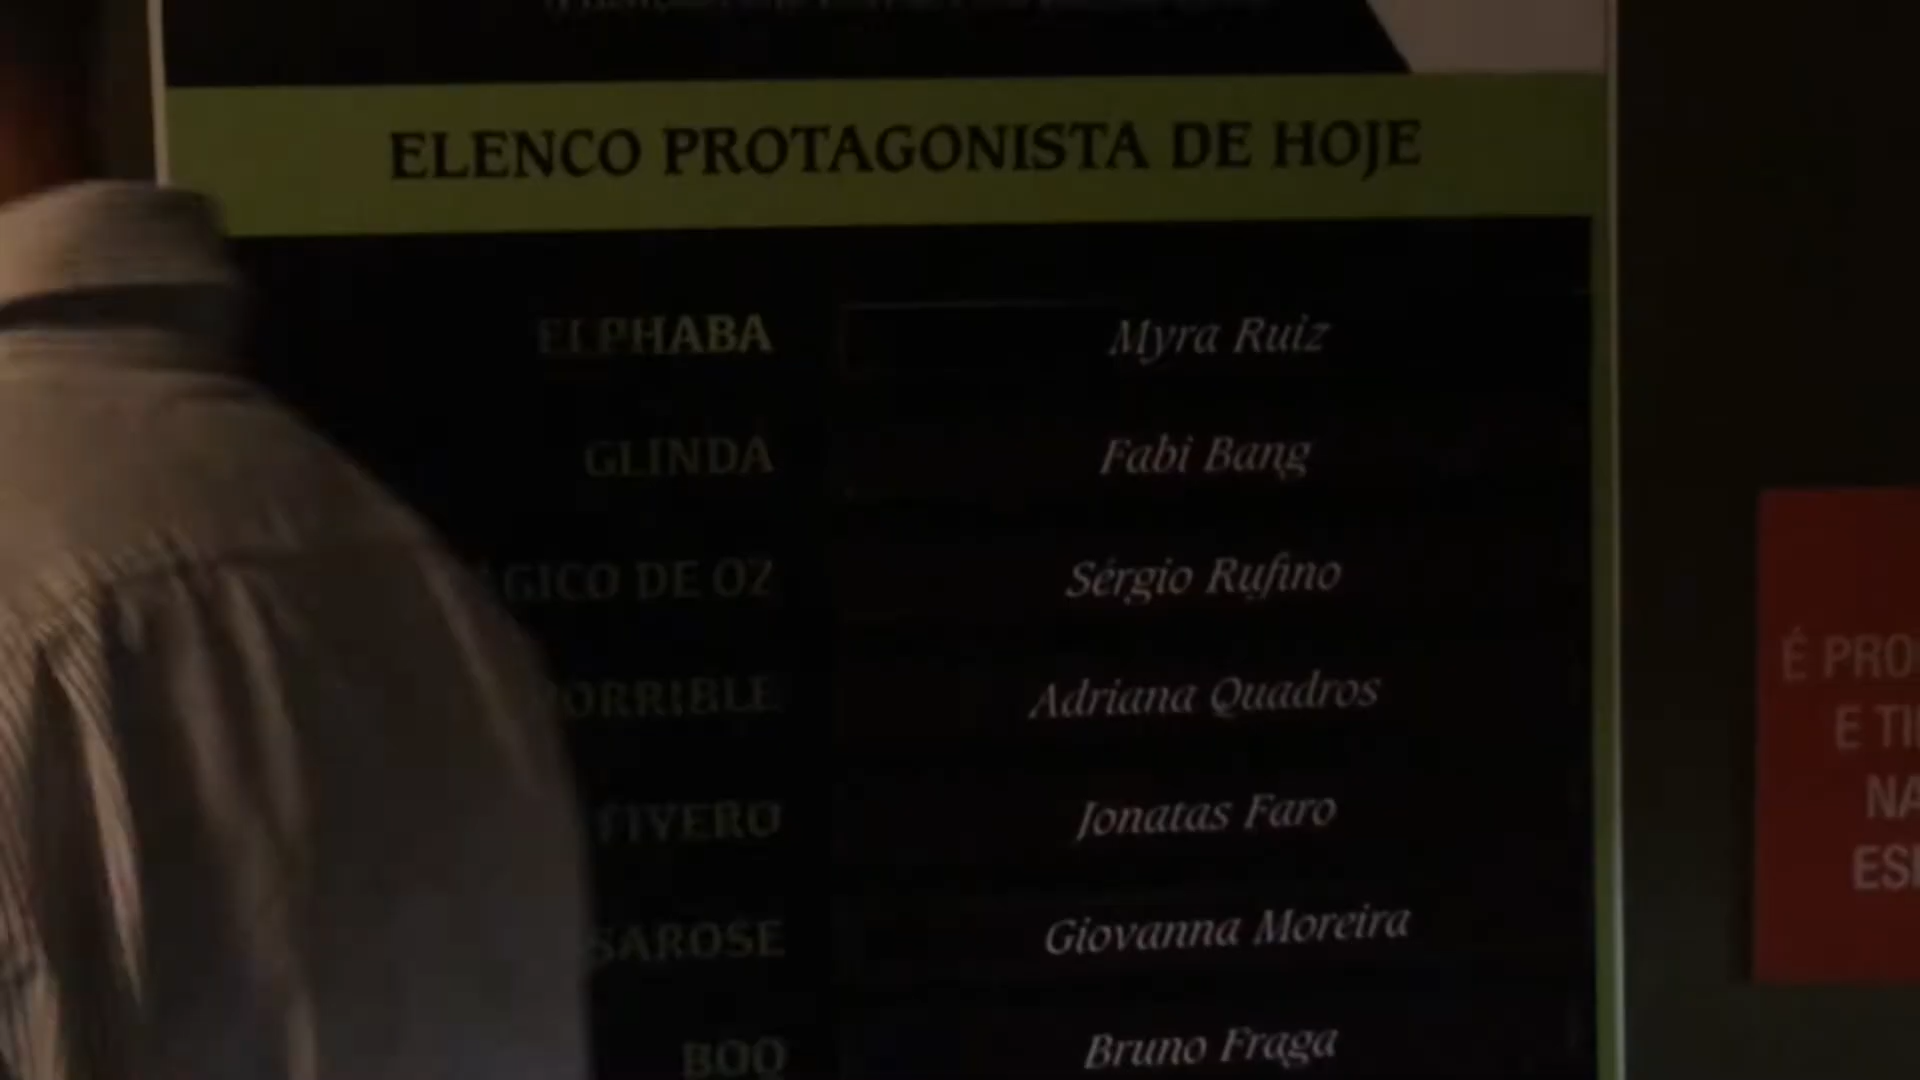 ELENCO PROTAGONISTA DE HOJE
ELPHABA Myra Ruiz
GLINDA Fabi Bang
GICO DE OZ Sérgio Rufino
ORRIBLE Adriana Quadros
FIYERO Jonatas Faro
SAROSE Giovanna Moreira
BOQ Bruno Fraga
É PRO
E TI
NA
ESP